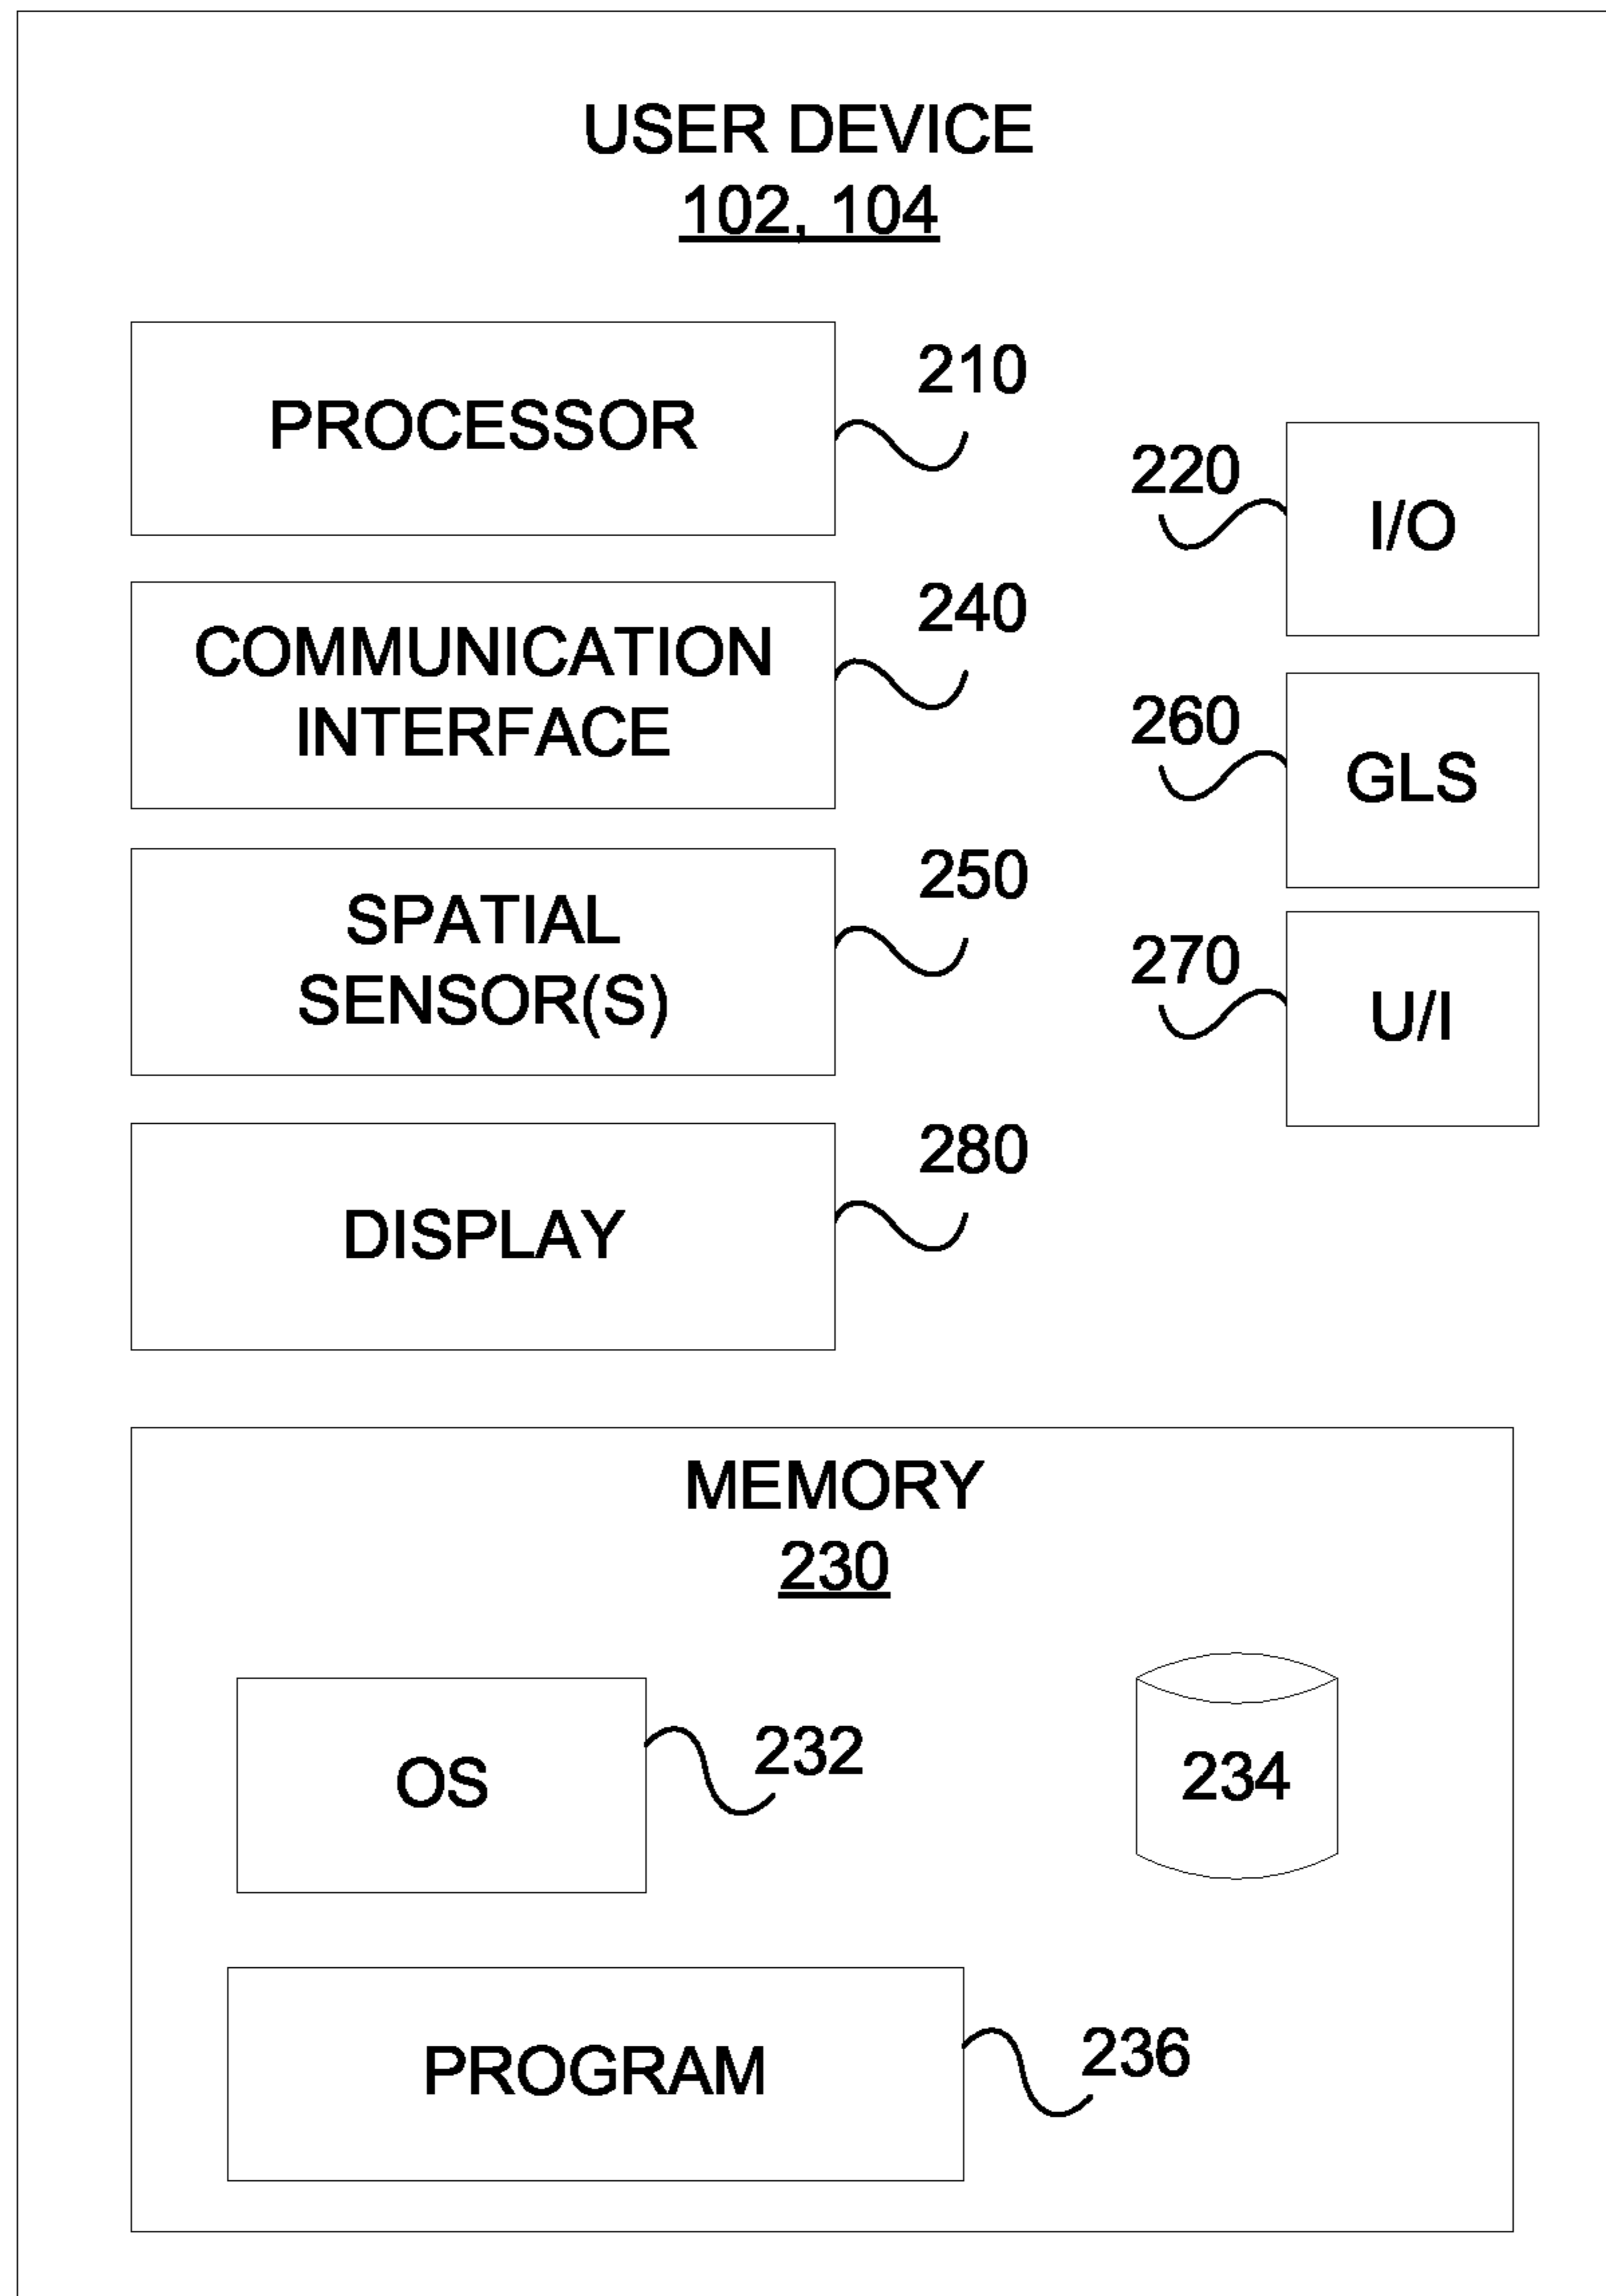 USER DEVICE
102, 104
PROCESSOR
210
220
I/O
COMMUNICATION
INTERFACE
240
260
GLS
SPATIAL
SENSOR(S)
250
270
U/I
DISPLAY
280
MEMORY
230
OS
232
234
PROGRAM
236